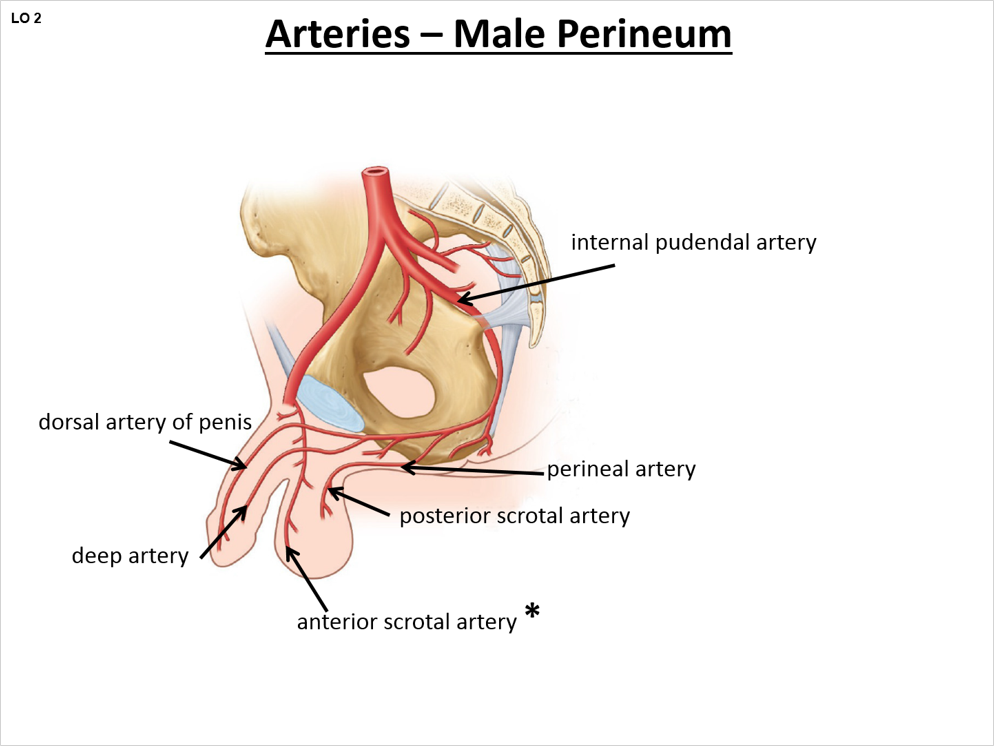 LO 2
Arteries – Male Perineum
internal pudendal artery
dorsal artery of penis
perineal artery
posterior scrotal artery
deep artery
anterior scrotal artery *